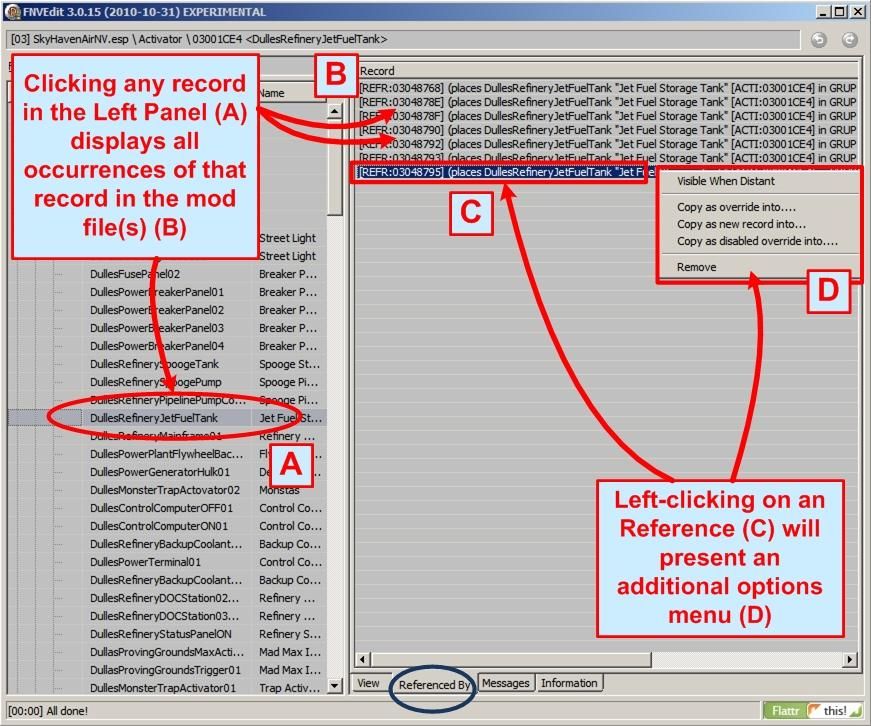 FNVEdit 3.0.15 (2010-10-31) EXPERIMENTAL
[03] SkyHavenAirNV.esp \ Activator \ 03001CE4 <DullesRefineryJetFuelTank>
Clicking any record
in the Left Panel (A)
displays all
occurrences of that
record in the mod
file(s) (B)
B
Name
Street Light
DullesFusePanel02 Breaker P...
DullesPowerBreakerPanel01 Breaker P...
DullesPowerBreakerPanel02 Breaker P...
DullesPowerBreakerPanel03 Breaker P...
DullesPowerBreakerPanel04 Breaker P...
DullesRefinerySpoogeTank Spooge St...
DullesRefinerySpoogePump Spooge Pi...
DullesRefineryPipelinePumpCo... Spooge Pi...
DullesRefineryJetFuelTank Jet Fuel St...
DullesRefineryMainframe01 Refinery ...
DullesPowerPlantFlywheelBac...
DullesPowerGeneratorHulk01
A
DullesMonsterTrapActovator02 Monstas
DullesControlComputerOFF01 Control Co...
DullesControlComputerON01 Control Co...
DullesRefineryBackupCoolant... Backup Co...
DullesPowerTerminal01 Control Co...
DullesRefineryBackupCoolant... Backup Co...
DullesRefineryDOCStation02... Refinery ...
DullesRefineryDOCStation03... Refinery ...
DullesRefineryStatusPanelON Refinery S...
DullasProvingGroundsMaxActi... Mad Max I...
DullasProvingGroundsTrigger01 Mad Max I...
DullesMonsterTrapActivator01 Trap Activ...
Record
[REFR:03048768] (places DullesRefineryJetFuelTank "Jet Fuel Storage Tank" [ACTI:03001CE4] in GRUP
[REFR:0304878E] (places DullesRefineryJetFuelTank "Jet Fuel Storage Tank" [ACTI:03001CE4] in GRUP
[REFR:0304878F] (places DullesRefineryJetFuelTank "Jet Fuel Storage Tank" [ACTI:03001CE4] in GRUP
[REFR:03048790] (places DullesRefineryJetFuelTank "Jet Fuel Storage Tank" [ACTI:03001CE4] in GRUP
[REFR:03048792] (places DullesRefineryJetFuelTank "Jet Fuel Storage Tank" [ACTI:03001CE4] in GRUP
[REFR:03048793] (places DullesRefineryJetFuelTank "Jet Fuel Storage Tank" [ACTI:03001CE4] in GRUP
[REFR:03048795] (places DullesRefineryJetFuelTank "Jet Fuel
C
Visible When Distant
Copy as override into....
Copy as new record into...
Copy as disabled override into....
Remove
D
Left-clicking on an
Reference (C) will
present an
additional options
menu (D)
View Referenced By Messages Information
[00:00] All done!
Flattr this!